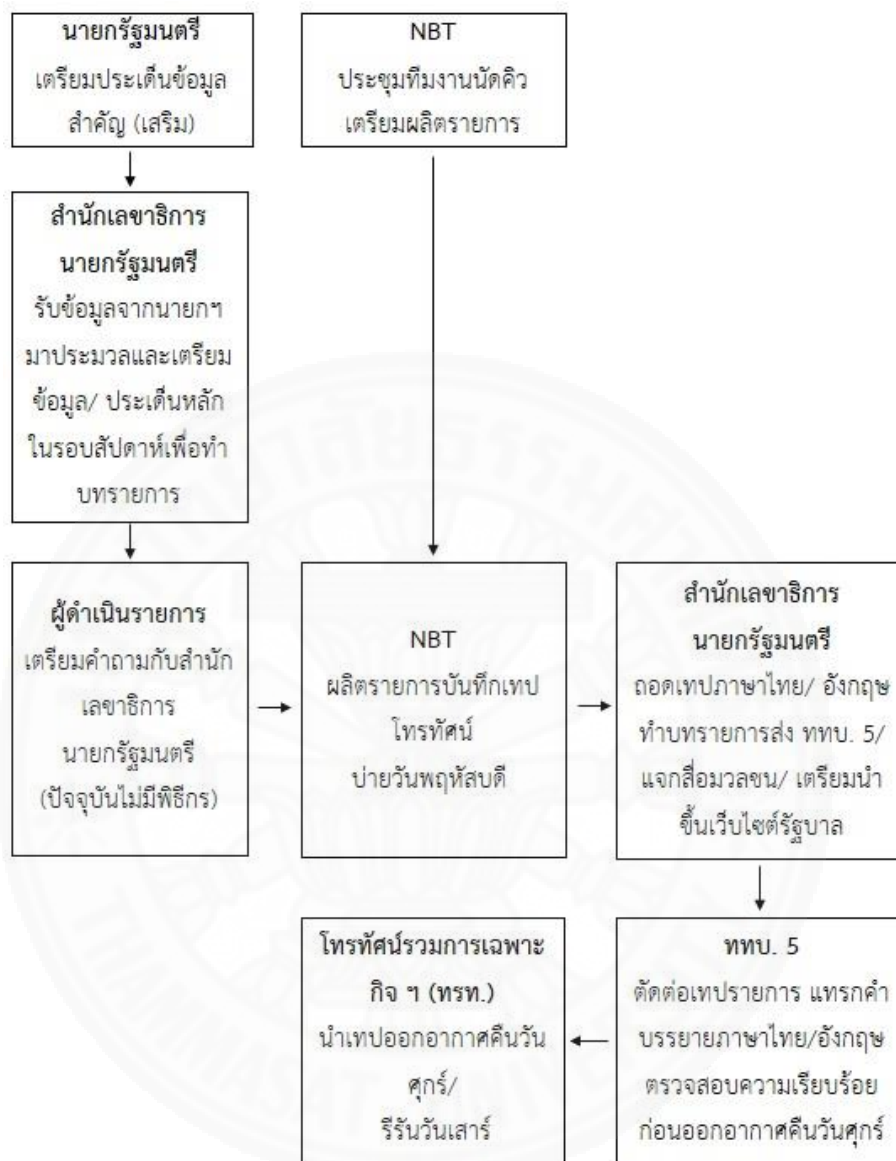 นายกรัฐมนตรี
เตรียมประเด็นข้อมูล
สำคัญ (เสริม)
NBT
ประชุมทีมงานนัดคิว
เตรียมผลิตรายการ
สำนักเลขาธิการ
นายกรัฐมนตรี
รับข้อมูลจากนายกฯ
มาประมวลและเตรียม
ข้อมูล/ ประเด็นหลัก
ในรอบสัปดาห์เพื่อทำ
บทรายการ
ผู้ดำเนินรายการ
เตรียมคำถามกับสำนัก
เลขาธิการ
นายกรัฐมนตรี
(ปัจจุบันไม่มีพิธีกร)
NBT
ผลิตรายการบันทึกเทป
โทรทัศน์
บ่ายวันพฤหัสบดี
สำนักเลขาธิการ
นายกรัฐมนตรี
ถอดเทปภาษาไทย/ อังกฤษ
ทำบทรายการส่ง ททบ. 5/
แจกสื่อมวลชน/ เตรียมนำ
ขึ้นเว็บไซต์รัฐบาล
โทรทัศน์รวมการเฉพาะ
กิจ ฯ (ทรท.)
นำเทปออกอากาศคืนวัน
ศุกร์/
รีรันวันเสาร์
ททบ. 5
ตัดต่อเทปรายการ แทรกคำ
บรรยายภาษาไทย/อังกฤษ
ตรวจสอบความเรียบร้อย
ก่อนออกอากาศคืนวันศุกร์